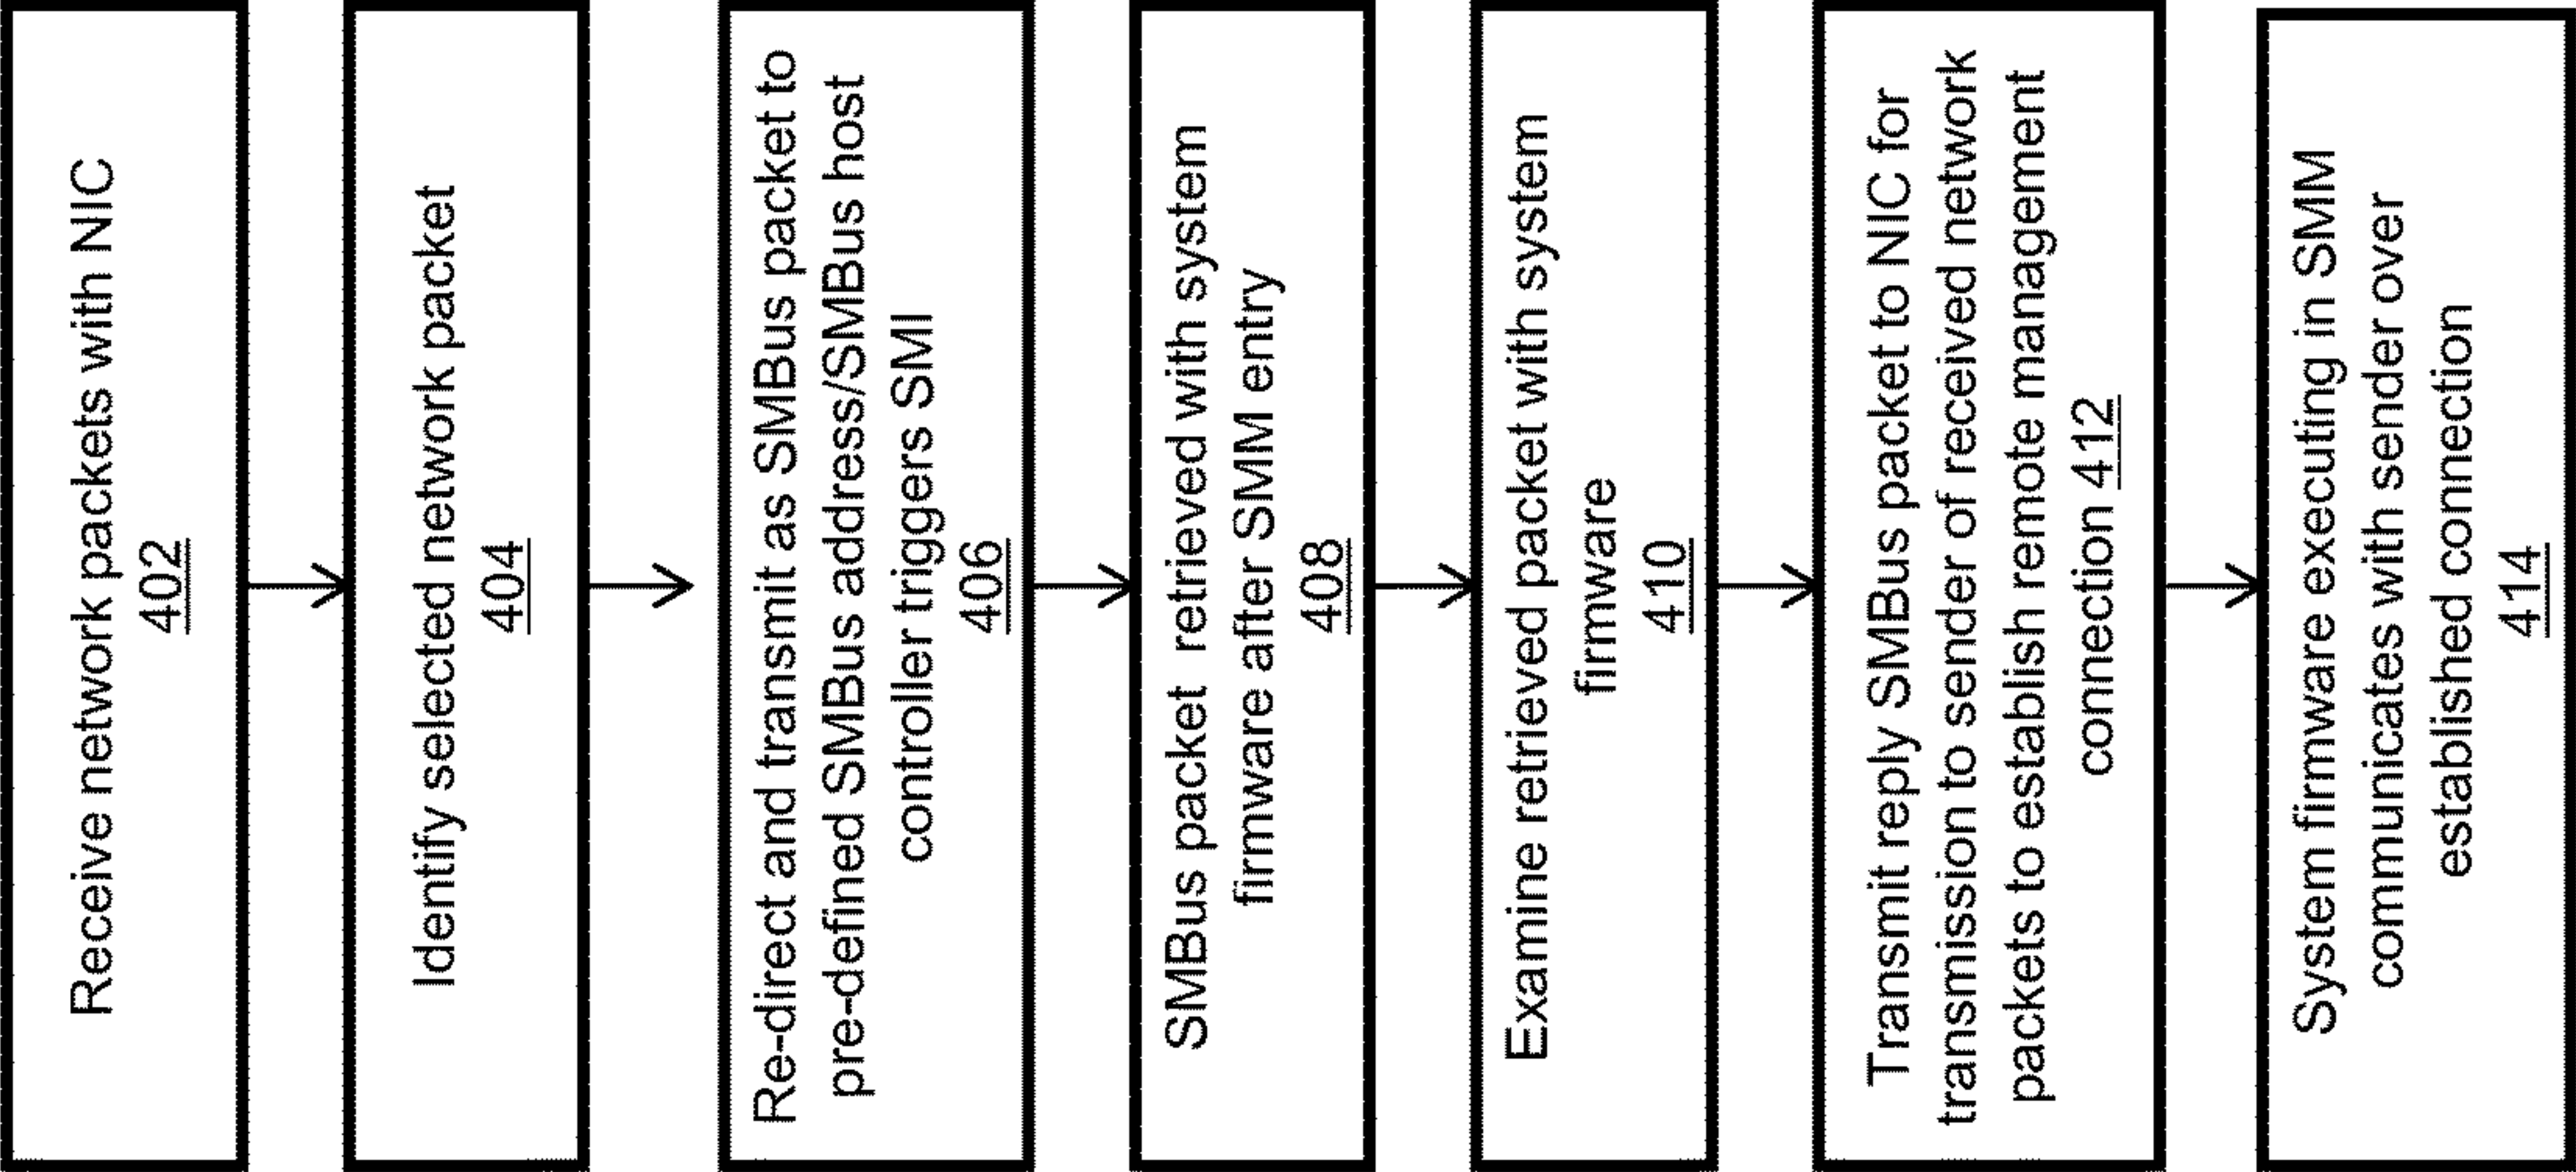 Receive network packets with NIC
402
Identify selected network packet
404
Re-direct and transmit as SMBus packet to
pre-defined SMBus address/SMBus host
controller triggers SMI
406
SMBus packet retrieved with system
firmware after SMM entry
408
Examine retrieved packet with system
firmware
410
Transmit reply SMBus packet to NIC for
transmission to sender of received network
packets to establish remote management
connection 412
System firmware executing in SMM
communicates with sender over
established connection
414